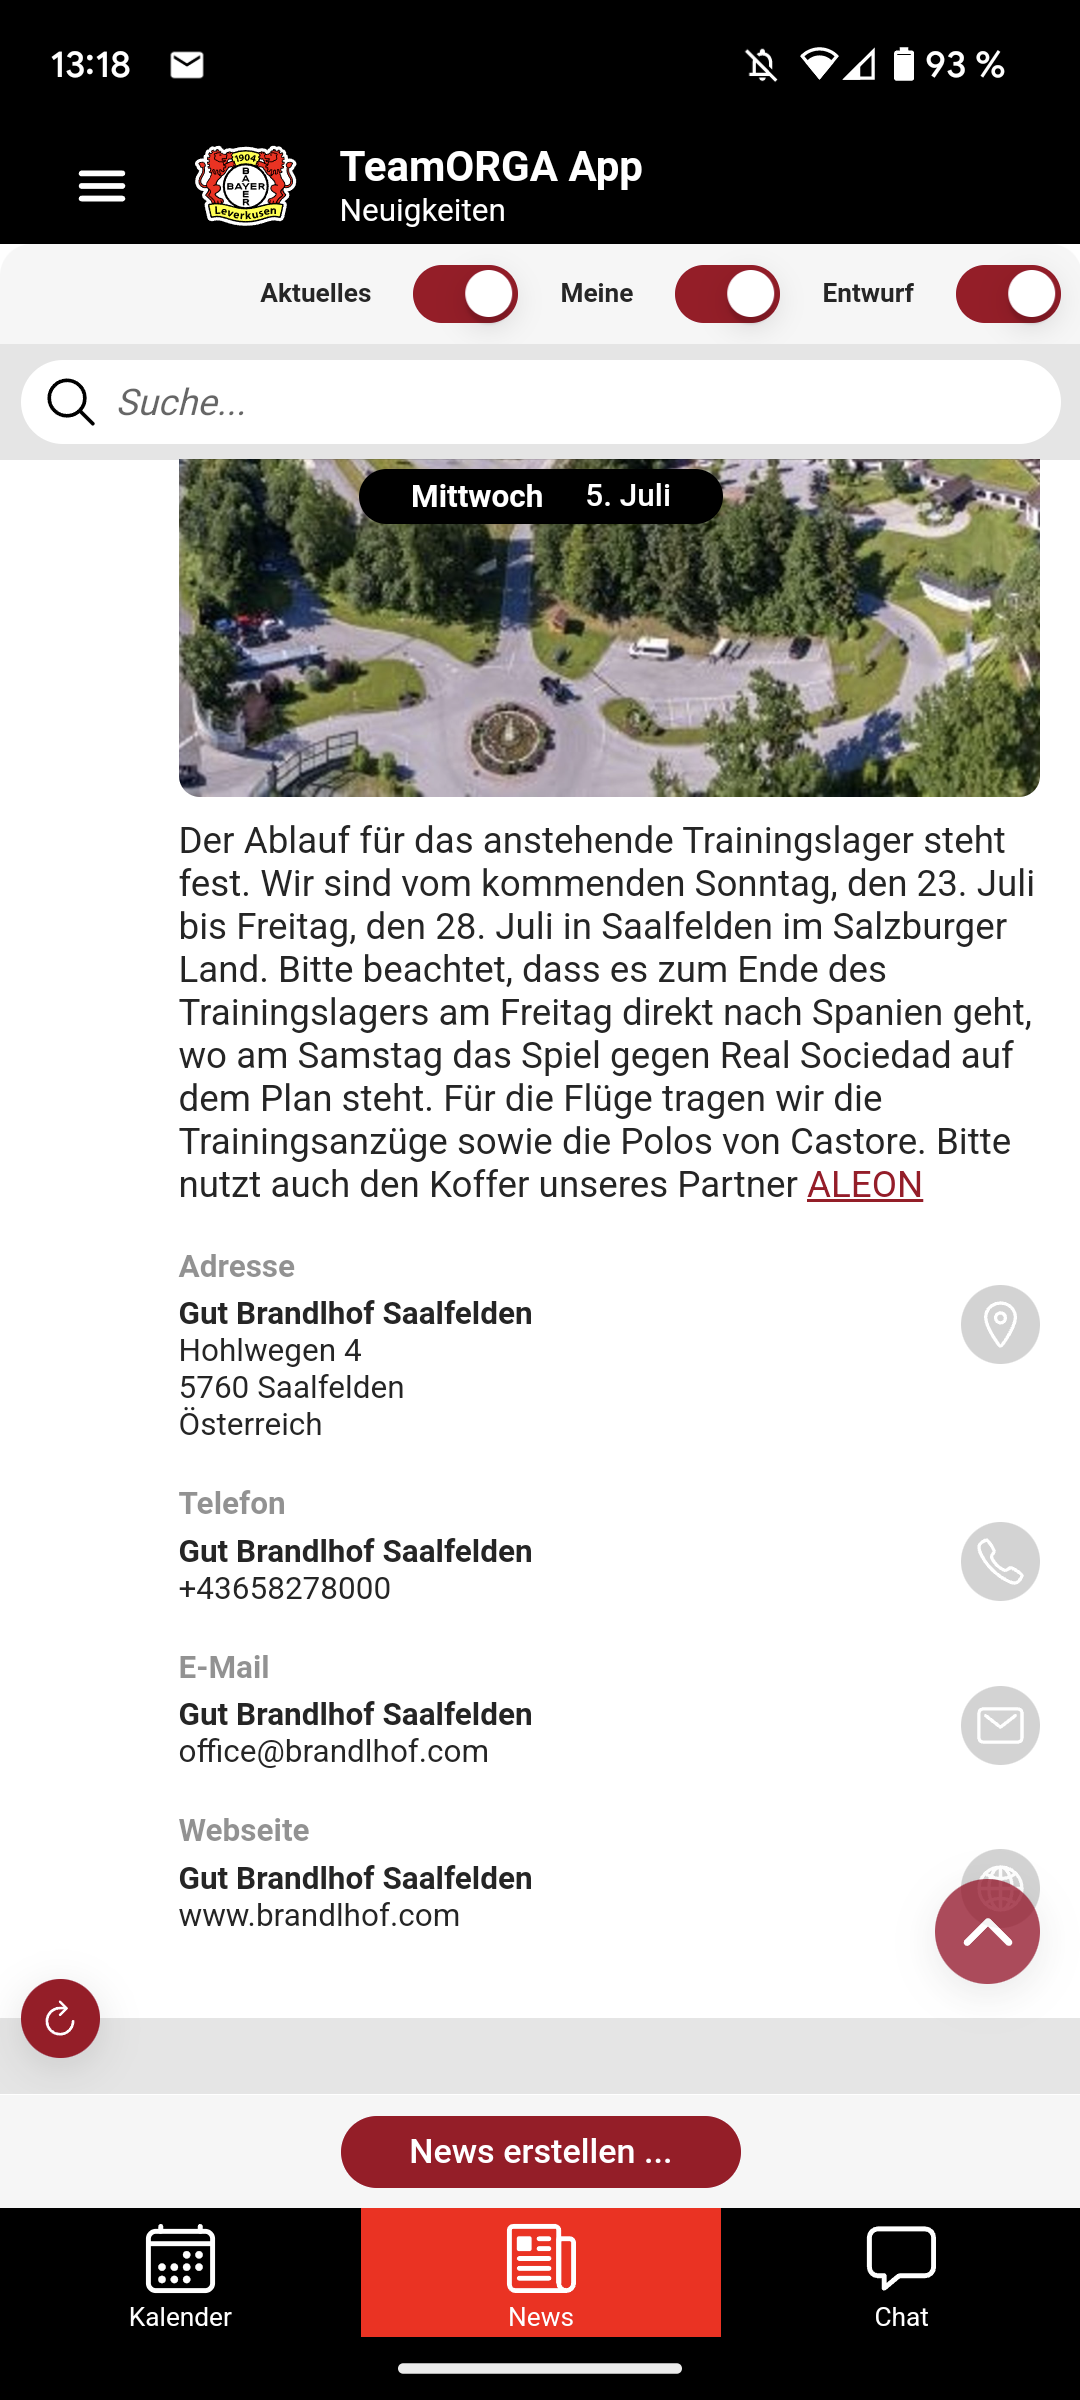 13:18
93 %
1904
BAYER
BAYER
Leverkusen
TeamORGA App
Neuigkeiten
Aktuelles Meine Entwurf
Suche...
Mittwoch 5. Juli
Der Ablauf für das anstehende Trainingslager steht
fest. Wir sind vom kommenden Sonntag, den 23. Juli
bis Freitag, den 28. Juli in Saalfelden im Salzburger
Land. Bitte beachtet, dass es zum Ende des
Trainingslagers am Freitag direkt nach Spanien geht,
wo am Samstag das Spiel gegen Real Sociedad auf
dem Plan steht. Für die Flüge tragen wir die
Trainingsanzüge sowie die Polos von Castore. Bitte
nutzt auch den Koffer unseres Partner ALEON
Adresse
Gut Brandlhof Saalfelden
Hohlwegen 4
5760 Saalfelden
Österreich
Telefon
Gut Brandlhof Saalfelden
+43658278000
E-Mail
Gut Brandlhof Saalfelden
office@brandlhof.com
Webseite
Gut Brandlhof Saalfelden
www.brandlhof.com
News erstellen ...
Kalender News Chat